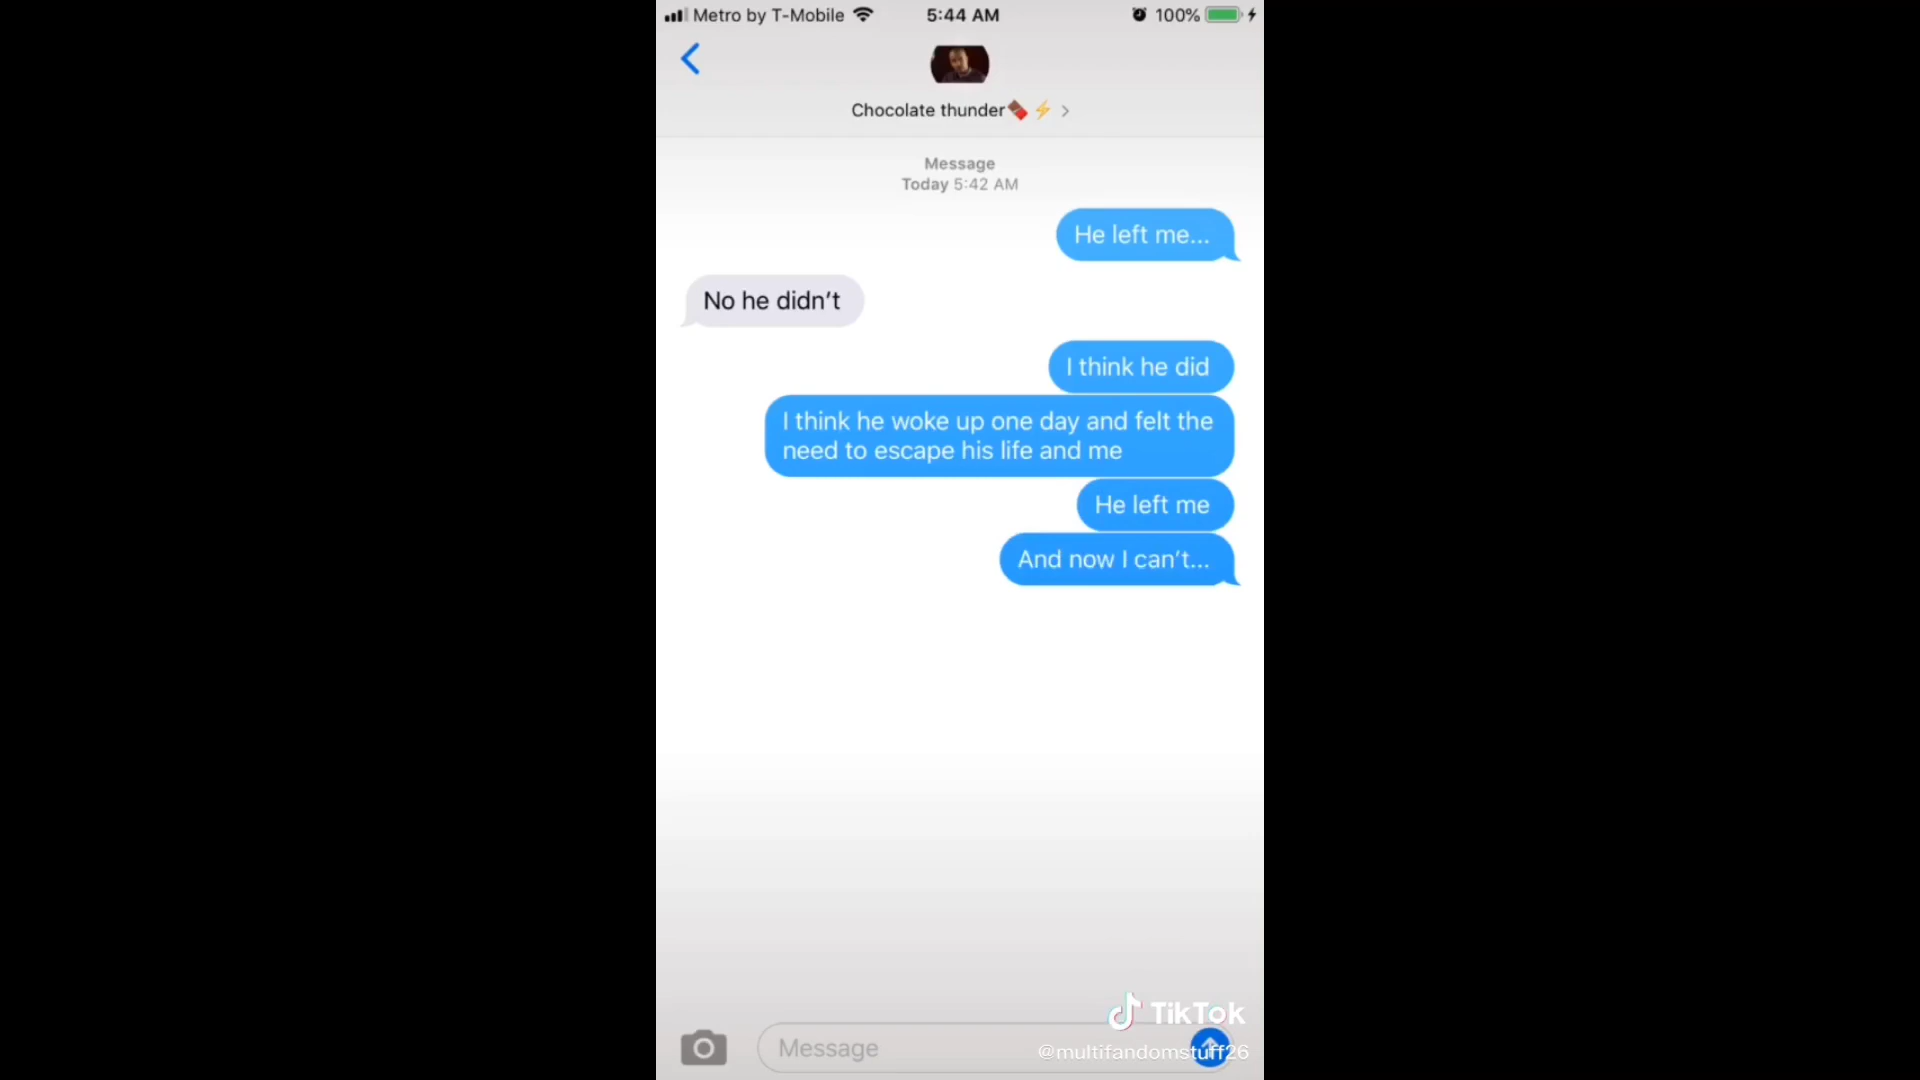 Metro by T-Mobile 5:44 AM 100%
Chocolate thunder🍫⚡ >
Message
Today 5:42 AM
He left me...
No he didn’t
I think he did
I think he woke up one day and felt the
need to escape his life and me
He left me
And now I can’t...
TikTok
Message
@multifandomstuff26